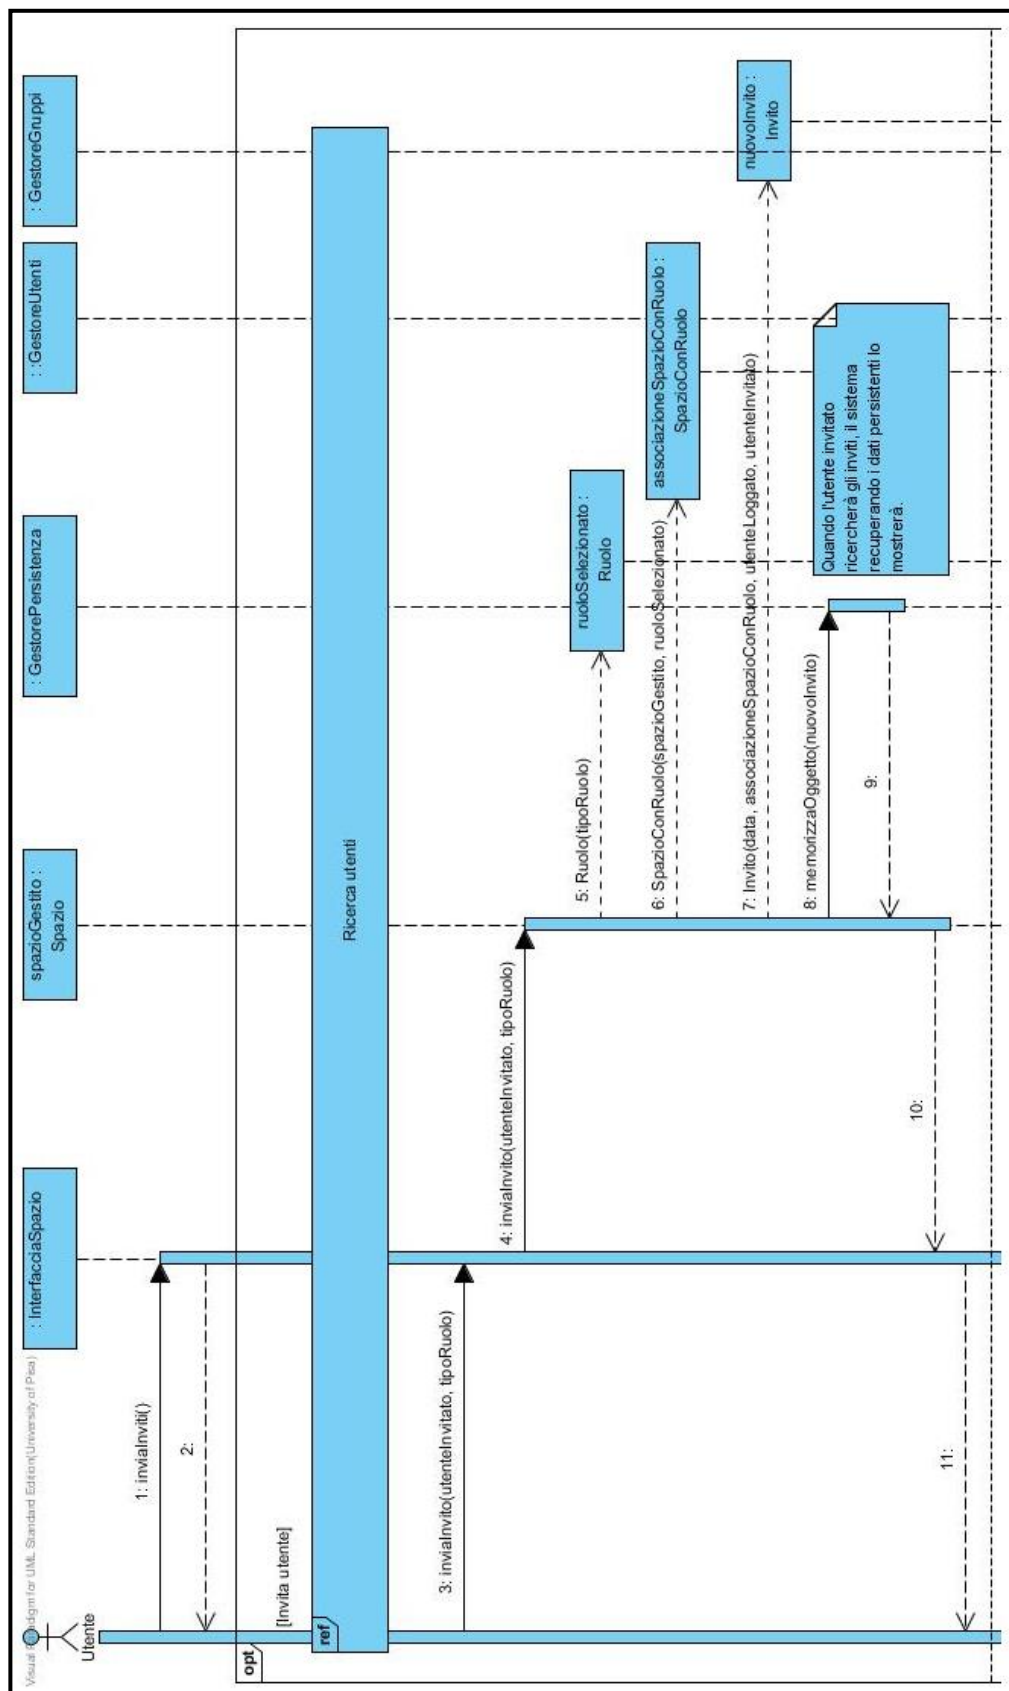 Visual Paradigm for UML Standard Edition(University of Pisa)
Utente
: InterfacciaSpazio
spazioGestito :
Spazio
: GestorePersistenza
: :GestoreUtenti
: GestoreGruppi
1: inviaInviti()
2:
opt
[Invita utente]
ref
Ricerca utenti
3: inviaInvito(utenteInvitato, tipoRuolo)
4: inviaInvito(utenteInvitato, tipoRuolo)
5: Ruolo(tipoRuolo)
ruoloSelezionato :
Ruolo
6: SpazioConRuolo(spazioGestito, ruoloSelezionato)
associazioneSpazioConRuolo :
SpazioConRuolo
7: Invito(data, associazioneSpazioConRuolo, utenteLoggato, utenteInvitato)
nuovoInvito :
Invito
8: memorizzaOggetto(nuovoInvito)
Quando l'utente invitato
ricercherà gli inviti, il sistema
recuperando i dati persistenti lo
mostrerà.
9:
10:
11: